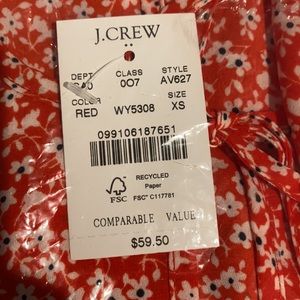 J.CREW
DEPT CLASS STYLE
007 AV627
COLOR SIZE
RED WY5308 XS
099106187651
RECYCLED
Paper
FSC FSC® C117781
COMPARABLE VALUE
$59.50